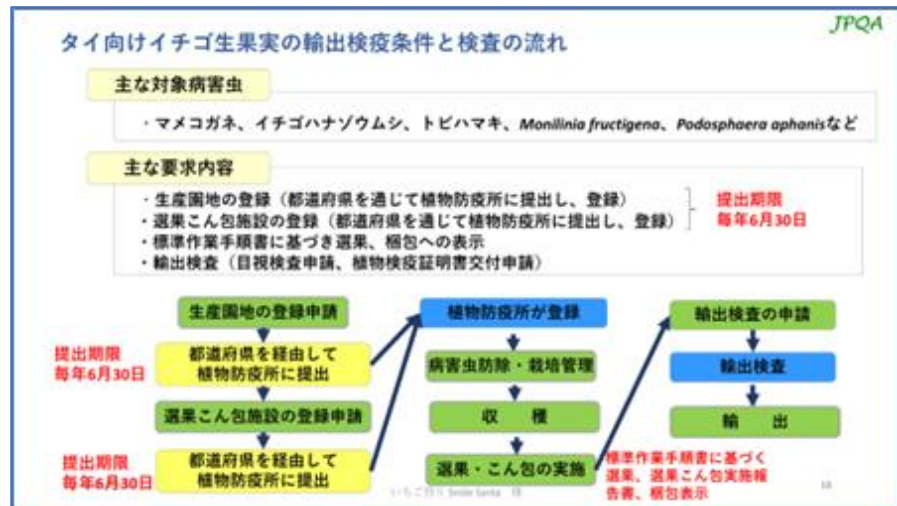 JPQA
タイ向けイチゴ生果実の輸出検疫条件と検査の流れ
主な対象病害虫
・マメコガネ、イチゴハナゾウムシ、トビハマキ、Monilinia fructigena、Podosphaera aphanisなど
主な要求内容
・生産園地の登録（都道府県を通じて植物防疫所に提出し、登録）
・選果こん包施設の登録（都道府県を通じて植物防疫所に提出し、登録）
・標準作業手順書に基づき選果、梱包への表示
・輸出検査（目視検査申請、植物検疫証明書交付申請）
提出期限
毎年6月30日
生産園地の登録申請
提出期限
毎年6月30日
都道府県を経由して
植物防疫所に提出
選果こん包施設の登録申請
提出期限
毎年6月30日
都道府県を経由して
植物防疫所に提出
植物防疫所が登録
病害虫防除・栽培管理
収　穫
選果・こん包の実施
標準作業手順書に基づく
選果、選果こん包実施報
告書、梱包表示
輸出検査の申請
輸出検査
輸　出
いちご狩り Smile Santa
18